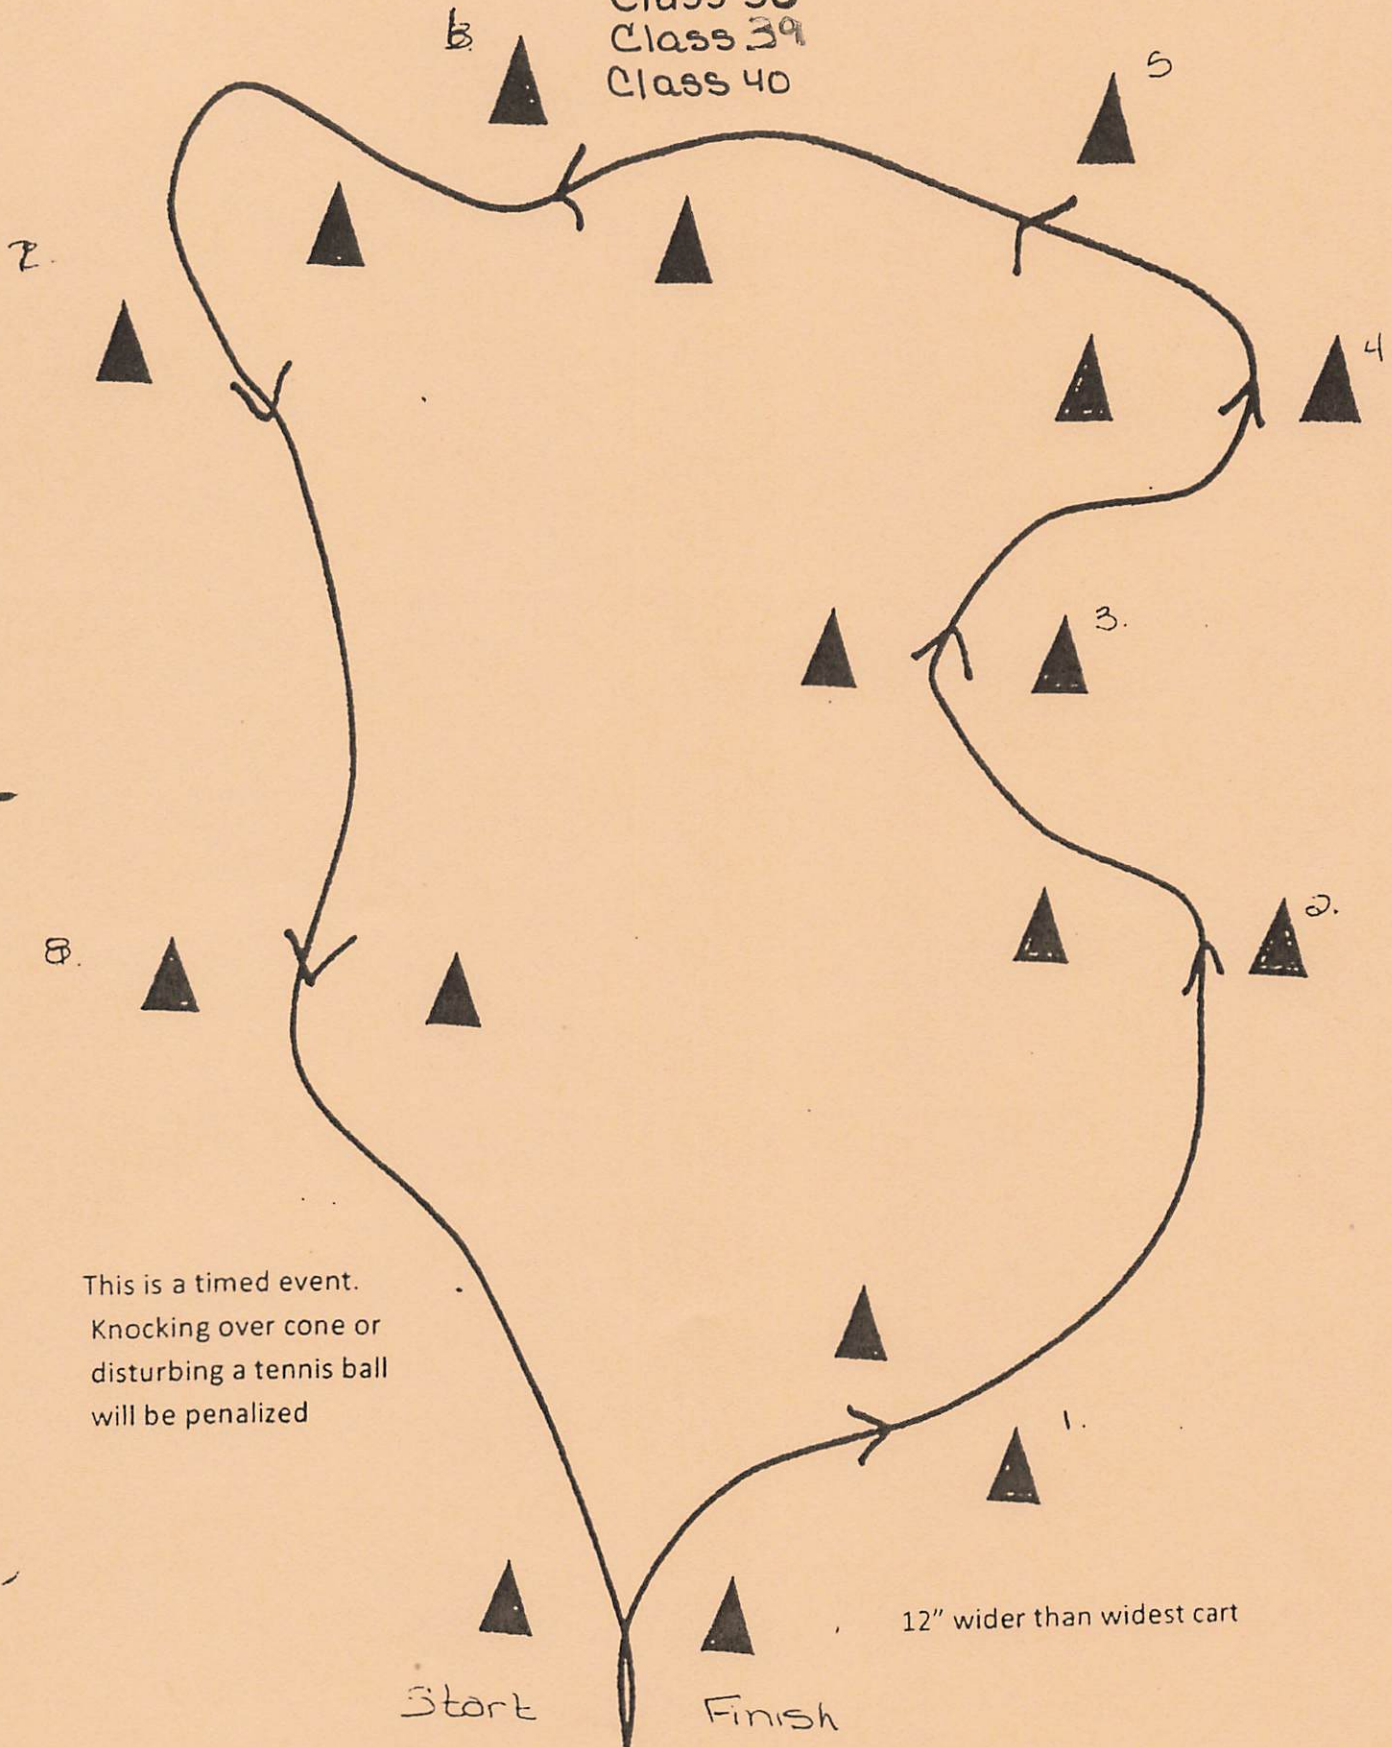 Class 39
Class 40
6.
5
7.
4
3.
2.
8.
This is a timed event.
Knocking over cone or
disturbing a tennis ball
will be penalized
1.
12" wider than widest cart
Start
Finish